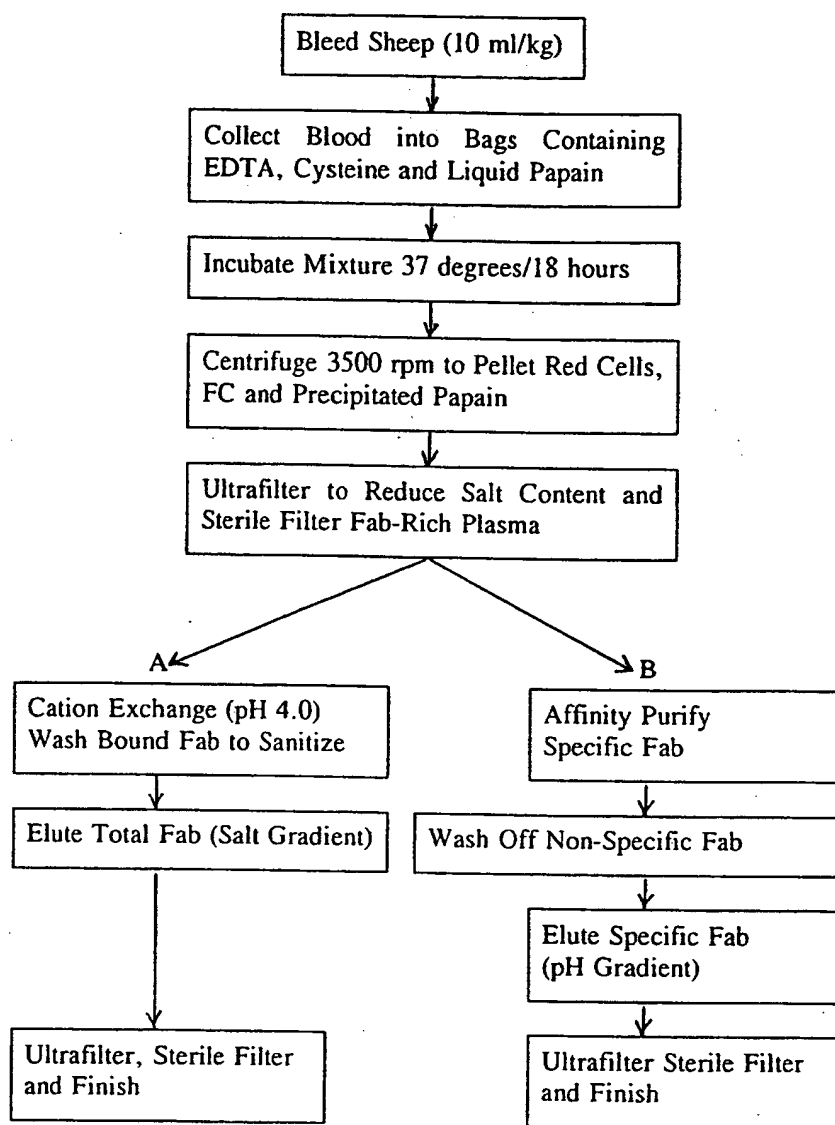 Bleed Sheep (10 ml/kg)
Collect Blood into Bags Containing
EDTA, Cysteine and Liquid Papain
Incubate Mixture 37 degrees/18 hours
Centrifuge 3500 rpm to Pellet Red Cells,
FC and Precipitated Papain
Ultrafilter to Reduce Salt Content and
Sterile Filter Fab-Rich Plasma
A
Cation Exchange (pH 4.0)
Wash Bound Fab to Sanitize
Elute Total Fab (Salt Gradient)
Ultrafilter, Sterile Filter
and Finish
B
Affinity Purify
Specific Fab
Wash Off Non-Specific Fab
Elute Specific Fab
(pH Gradient)
Ultrafilter Sterile Filter
and Finish